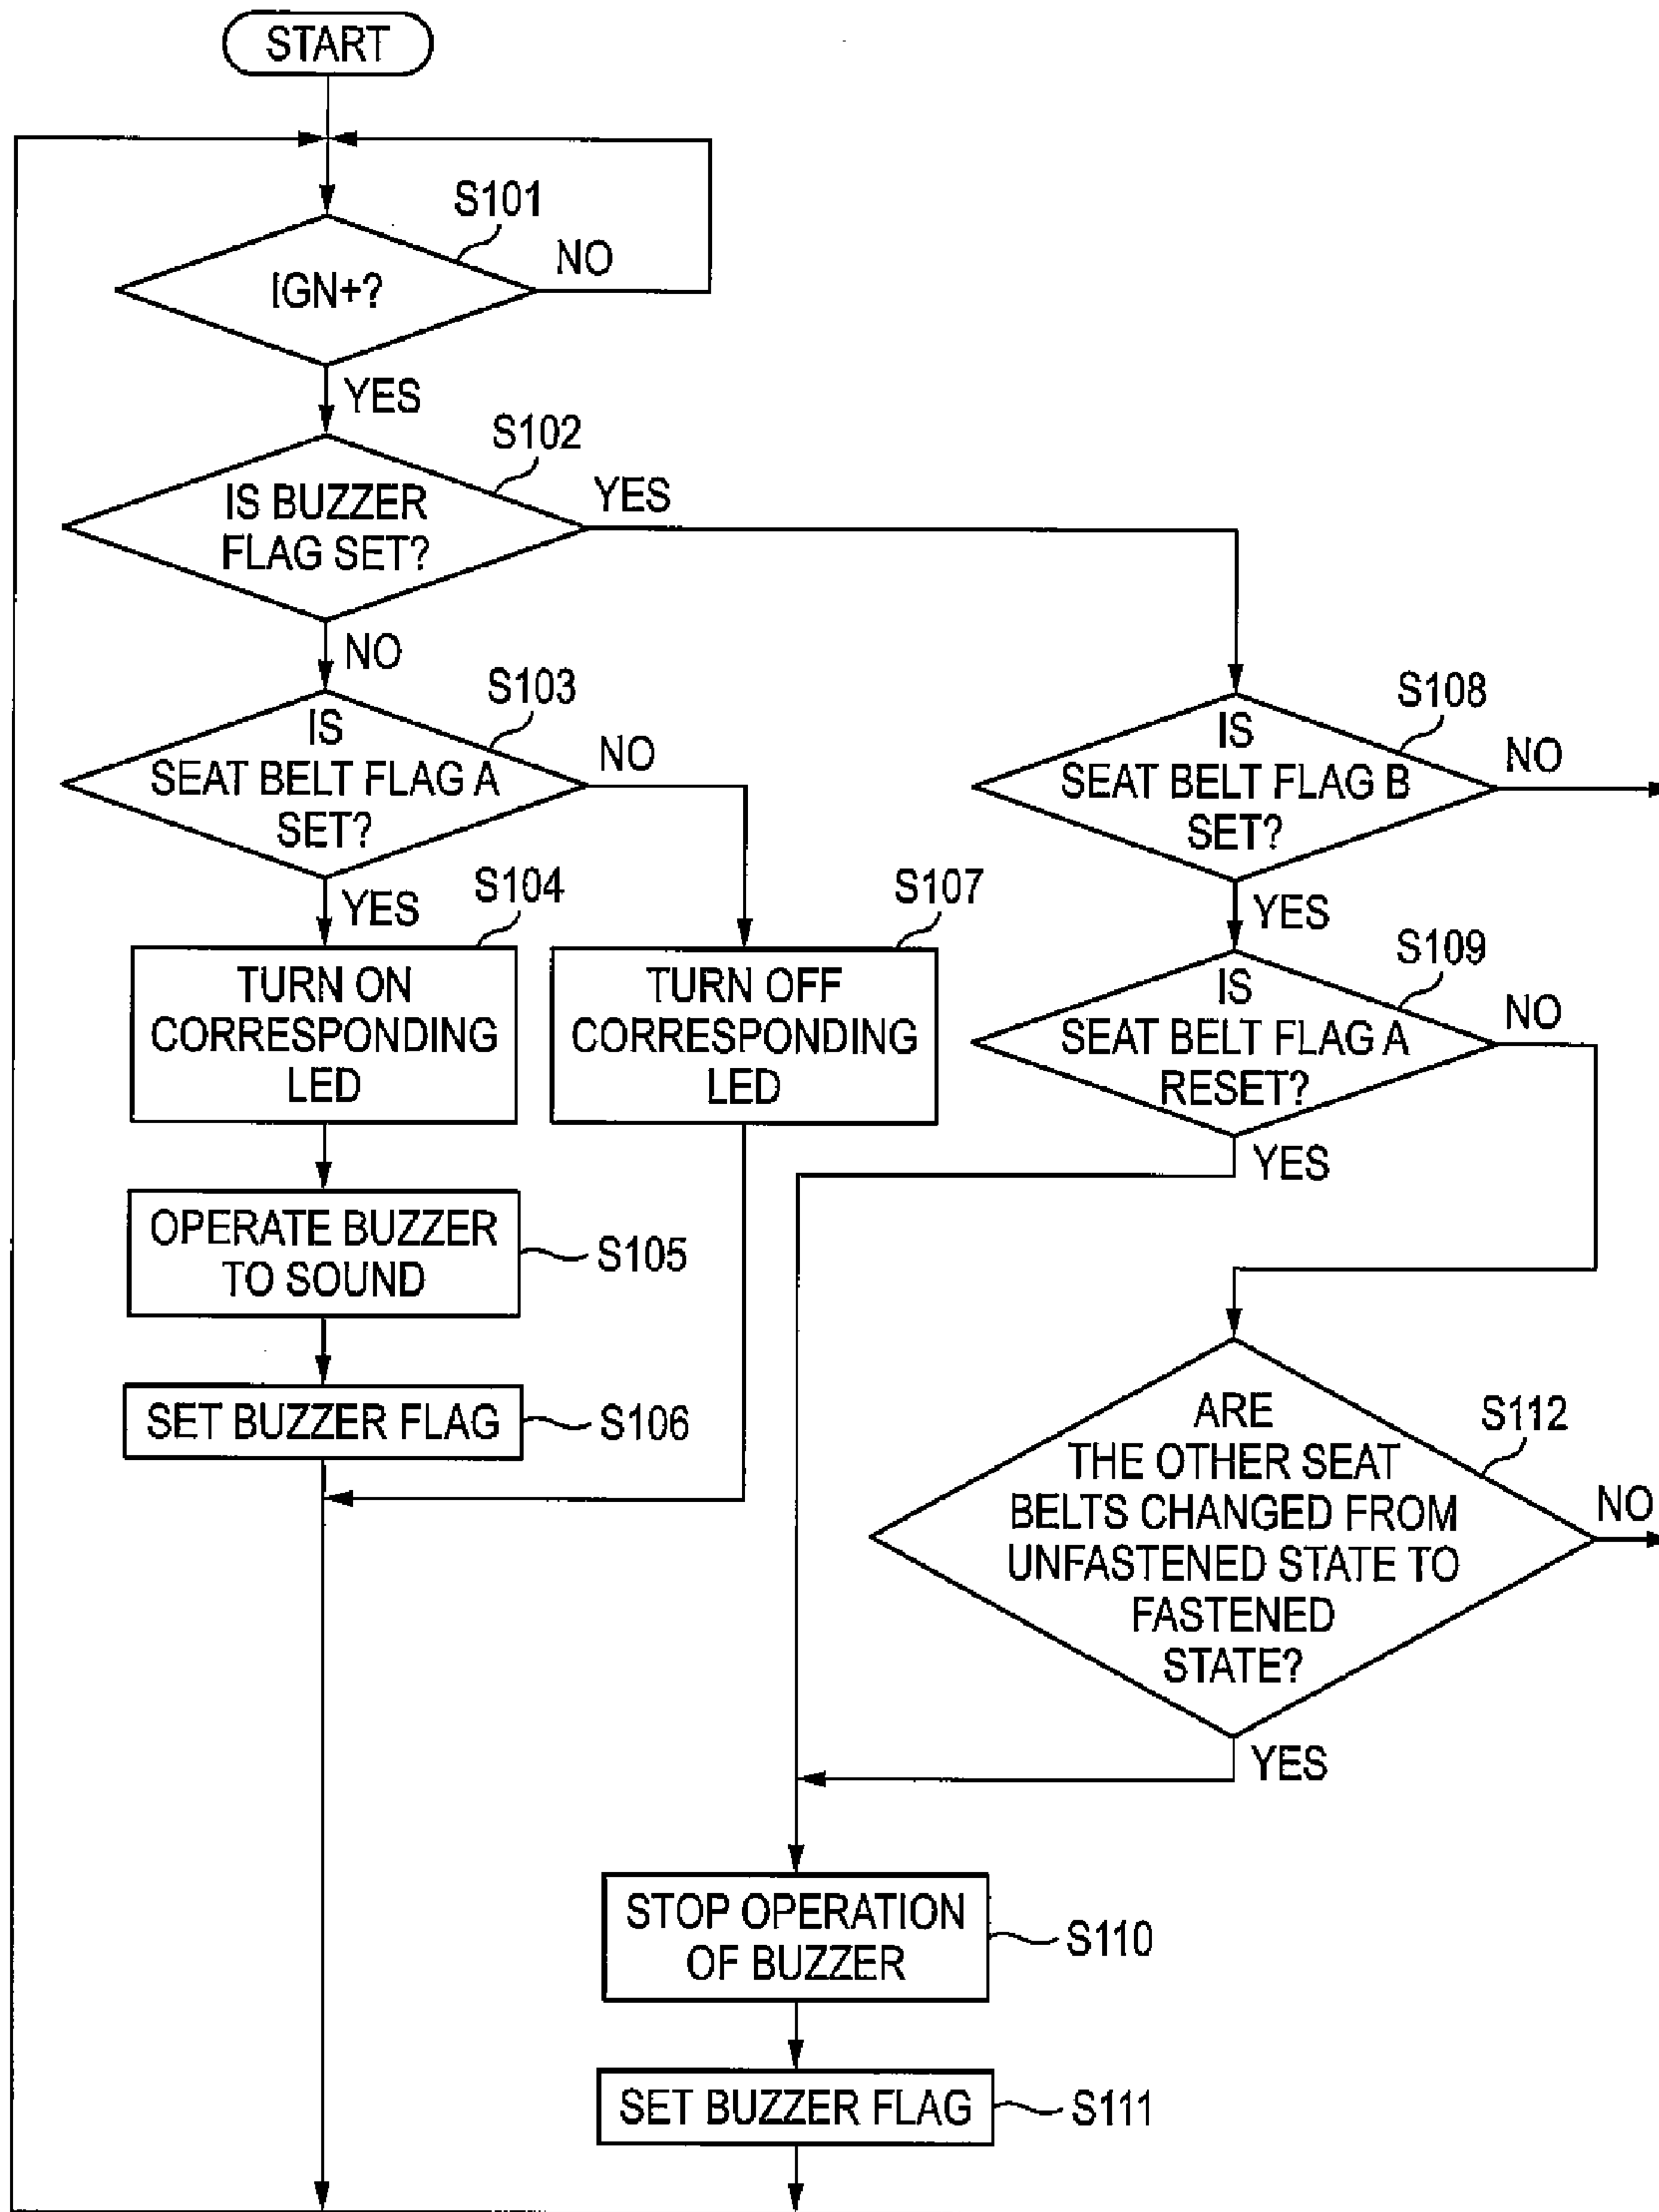 START
S101
IGN+?
NO
YES
S102
IS BUZZER
FLAG SET?
YES
NO
S103
IS
SEAT BELT FLAG A
SET?
NO
YES
S104
TURN ON
CORRESPONDING
LED
S107
TURN OFF
CORRESPONDING
LED
OPERATE BUZZER
TO SOUND
S105
SET BUZZER FLAG
S106
S108
IS
SEAT BELT FLAG B
SET?
NO
YES
S109
IS
SEAT BELT FLAG A
RESET?
NO
YES
S112
ARE
THE OTHER SEAT
BELTS CHANGED FROM
UNFASTENED STATE TO
FASTENED
STATE?
NO
YES
STOP OPERATION
OF BUZZER
S110
SET BUZZER FLAG
S111